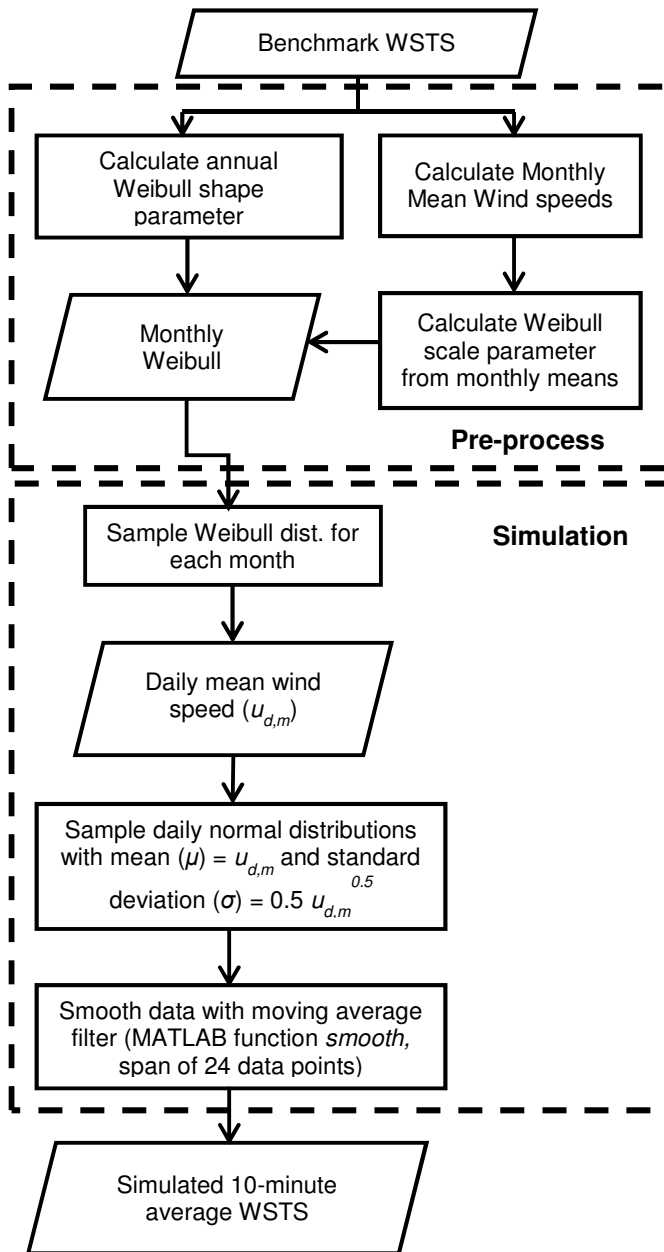 Benchmark WSTS
Calculate annual
Weibull shape
parameter
Calculate Monthly
Mean Wind speeds
Monthly
Weibull
Calculate Weibull
scale parameter
from monthly means
Pre-process
Simulation
Sample Weibull dist. for
each month
Daily mean wind
speed (u_{d,m})
Sample daily normal distributions
with mean (μ) = u_{d,m} and standard
deviation (σ) = 0.5 u_{d,m}^{0.5}
Smooth data with moving average
filter (MATLAB function smooth,
span of 24 data points)
Simulated 10-minute
average WSTS